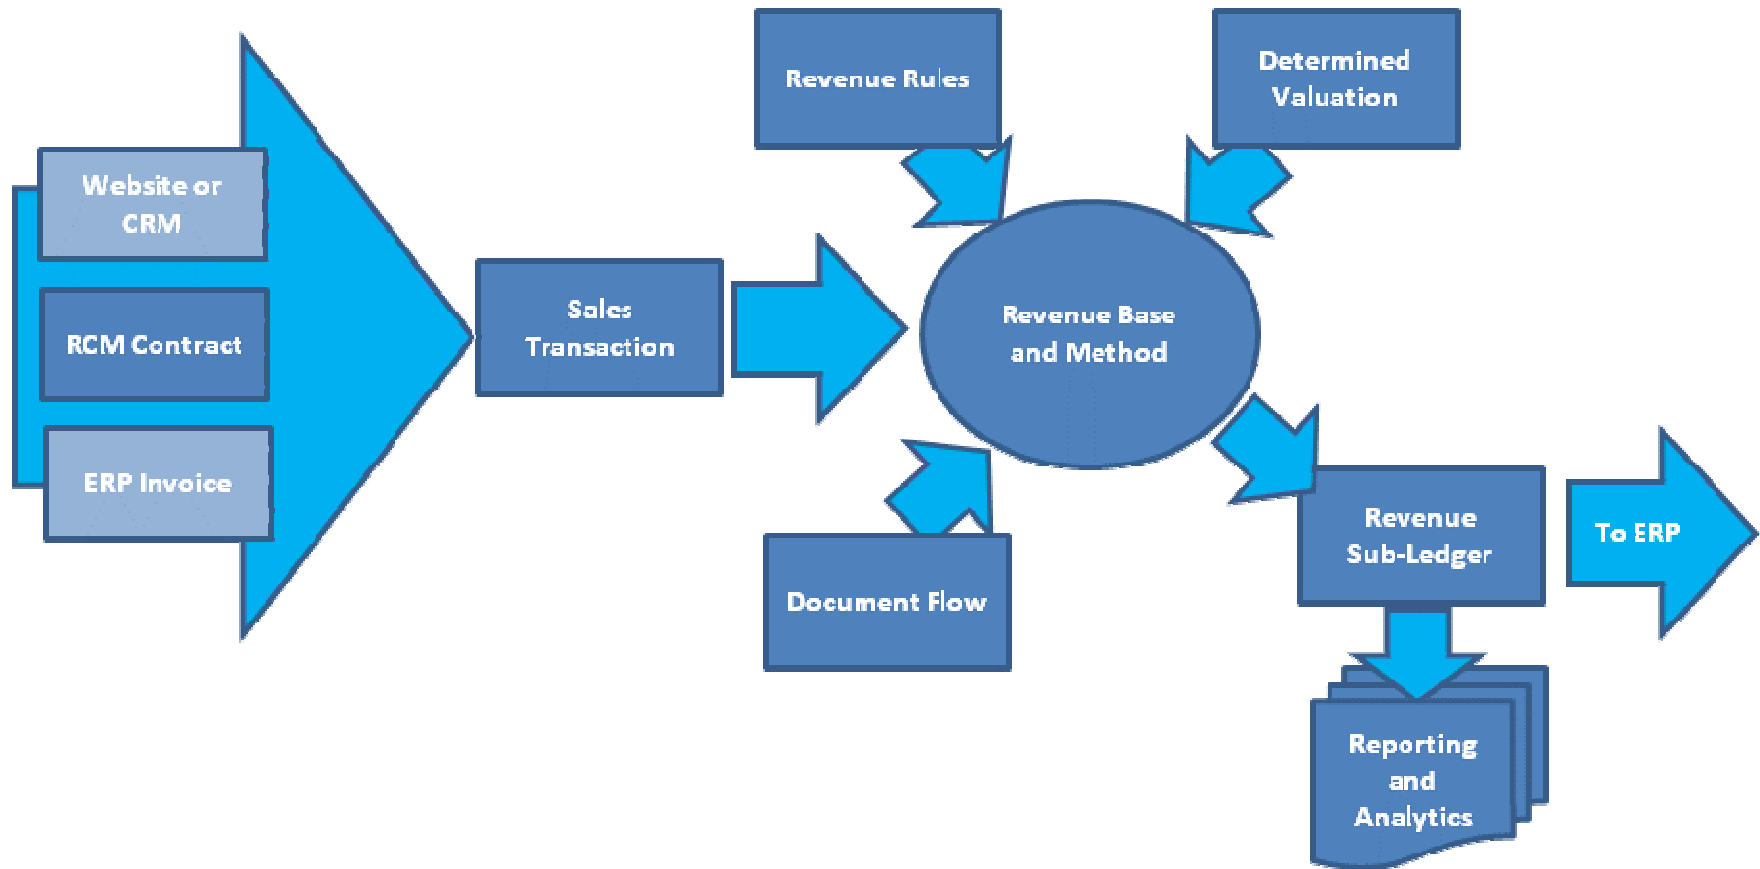 Website or
CRM
RCM Contract
ERP Invoice
Sales
Transaction
Revenue Rules
Determined
Valuation
Revenue Base
and Method
Document Flow
Revenue
Sub-Ledger
To ERP
Reporting
and
Analytics